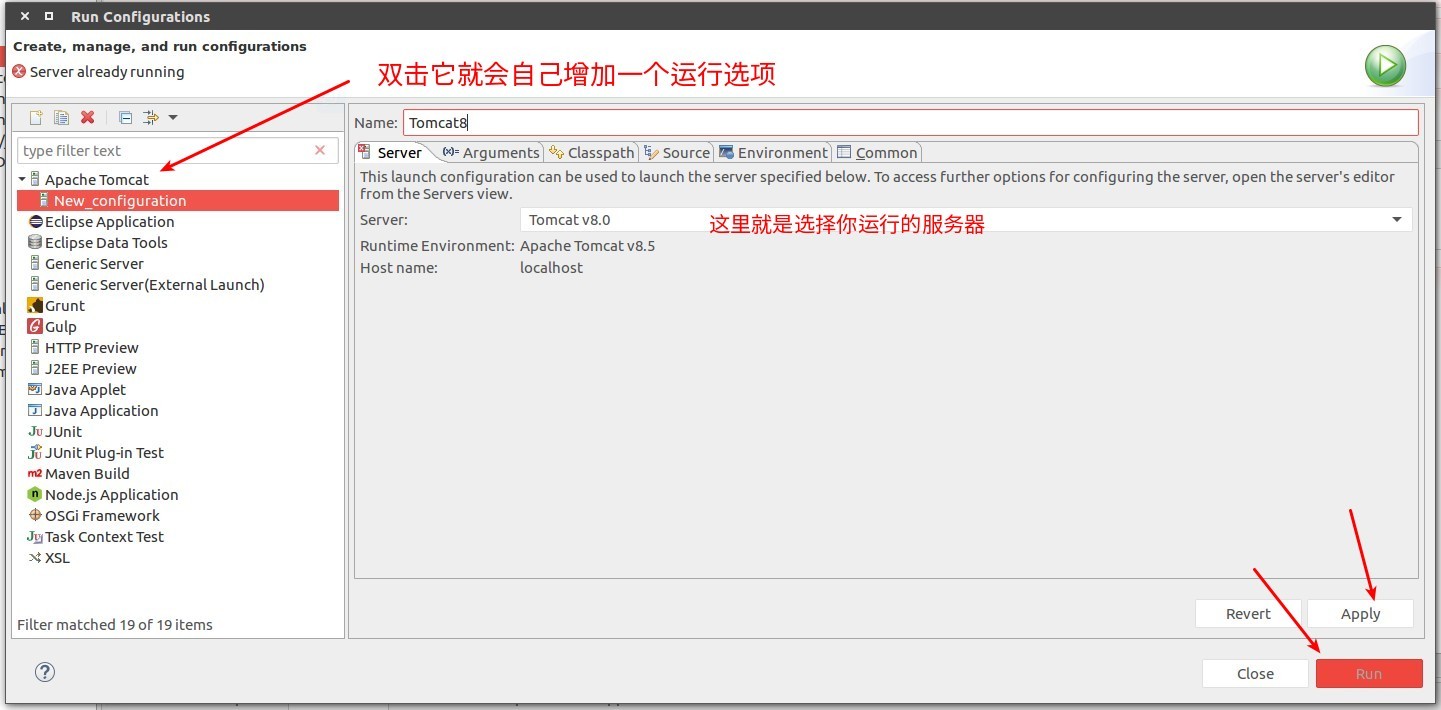 Run Configurations
Create, manage, and run configurations
Server already running
双击它就会自己增加一个运行选项
type filter text
Apache Tomcat
New_configuration
Eclipse Application
Eclipse Data Tools
Generic Server
Generic Server(External Launch)
Grunt
Gulp
HTTP Preview
J2EE Preview
Java Applet
Java Application
JUnit
JUnit Plug-in Test
Maven Build
Node.js Application
OSGi Framework
Task Context Test
XSL
Filter matched 19 of 19 items
Name: Tomcat8
Server (x)= Arguments Classpath Source Environment Common
This launch configuration can be used to launch the server specified below. To access further options for configuring the server, open the server's editor
from the Servers view.
Server: Tomcat v8.0 这里就是选择你运行的服务器
Runtime Environment: Apache Tomcat v8.5
Host name: localhost
Revert Apply
Close Run